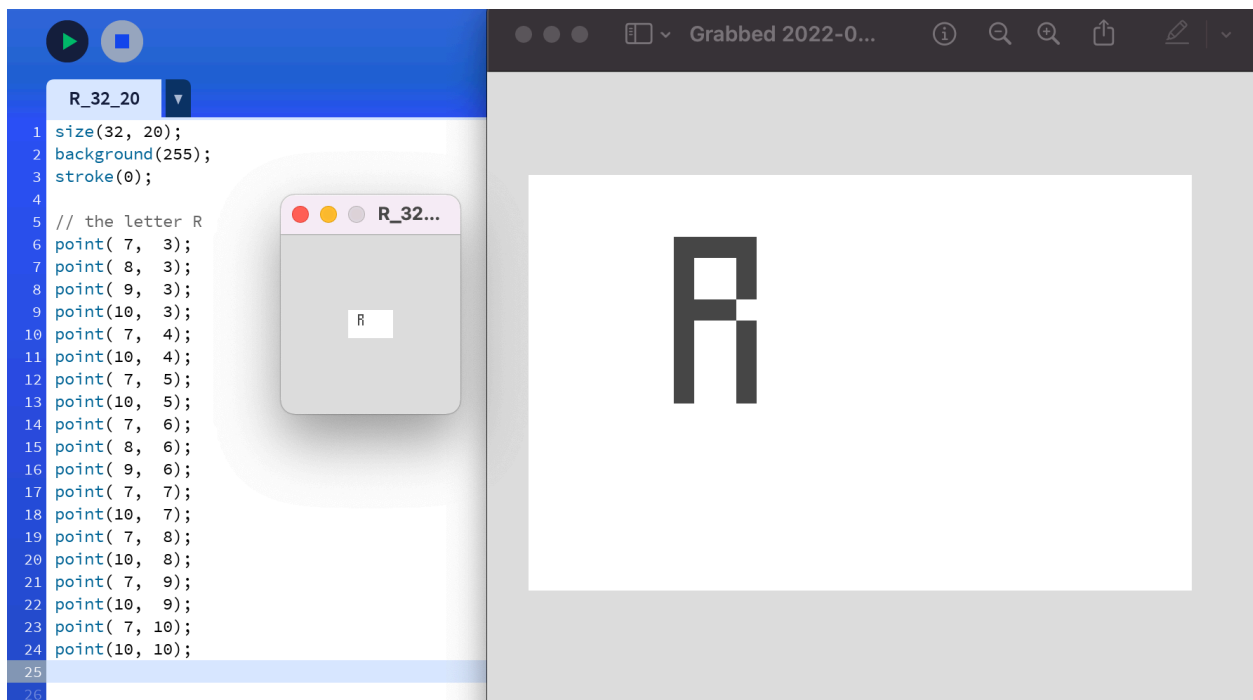 R_32_20
1 size(32, 20);
2 background(255);
3 stroke(0);
4
5 // the letter R
6 point( 7,  3);
7 point( 8,  3);
8 point( 9,  3);
9 point(10,  3);
10 point( 7,  4);
11 point(10,  4);
12 point( 7,  5);
13 point(10,  5);
14 point( 7,  6);
15 point( 8,  6);
16 point( 9,  6);
17 point( 7,  7);
18 point(10,  7);
19 point( 7,  8);
20 point(10,  8);
21 point( 7,  9);
22 point(10,  9);
23 point( 7, 10);
24 point(10, 10);
25
26
R_32...
R
Grabbed 2022-0...
R